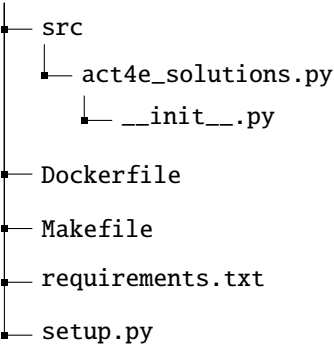 src
act4e_solutions.py
__init__.py
Dockerfile
Makefile
requirements.txt
setup.py